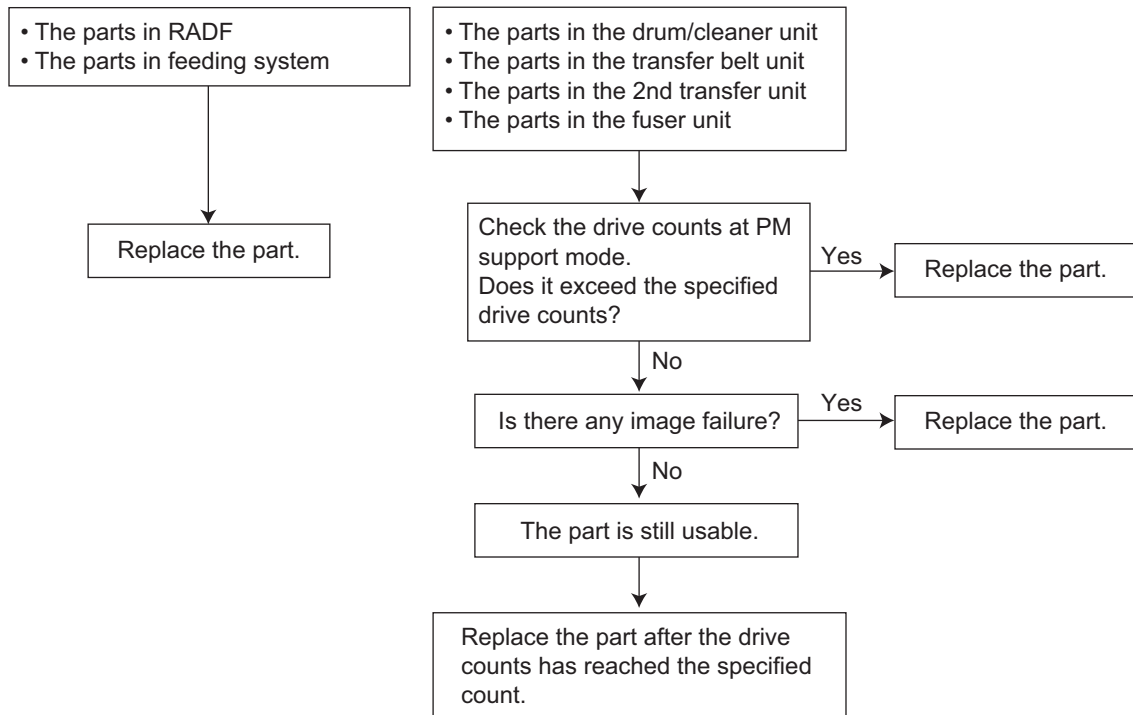 • The parts in RADF
• The parts in feeding system
Replace the part.
• The parts in the drum/cleaner unit
• The parts in the transfer belt unit
• The parts in the 2nd transfer unit
• The parts in the fuser unit
Check the drive counts at PM
support mode.
Does it exceed the specified
drive counts?
Yes
Replace the part.
No
Is there any image failure?
Yes
Replace the part.
No
The part is still usable.
Replace the part after the drive
counts has reached the specified
count.